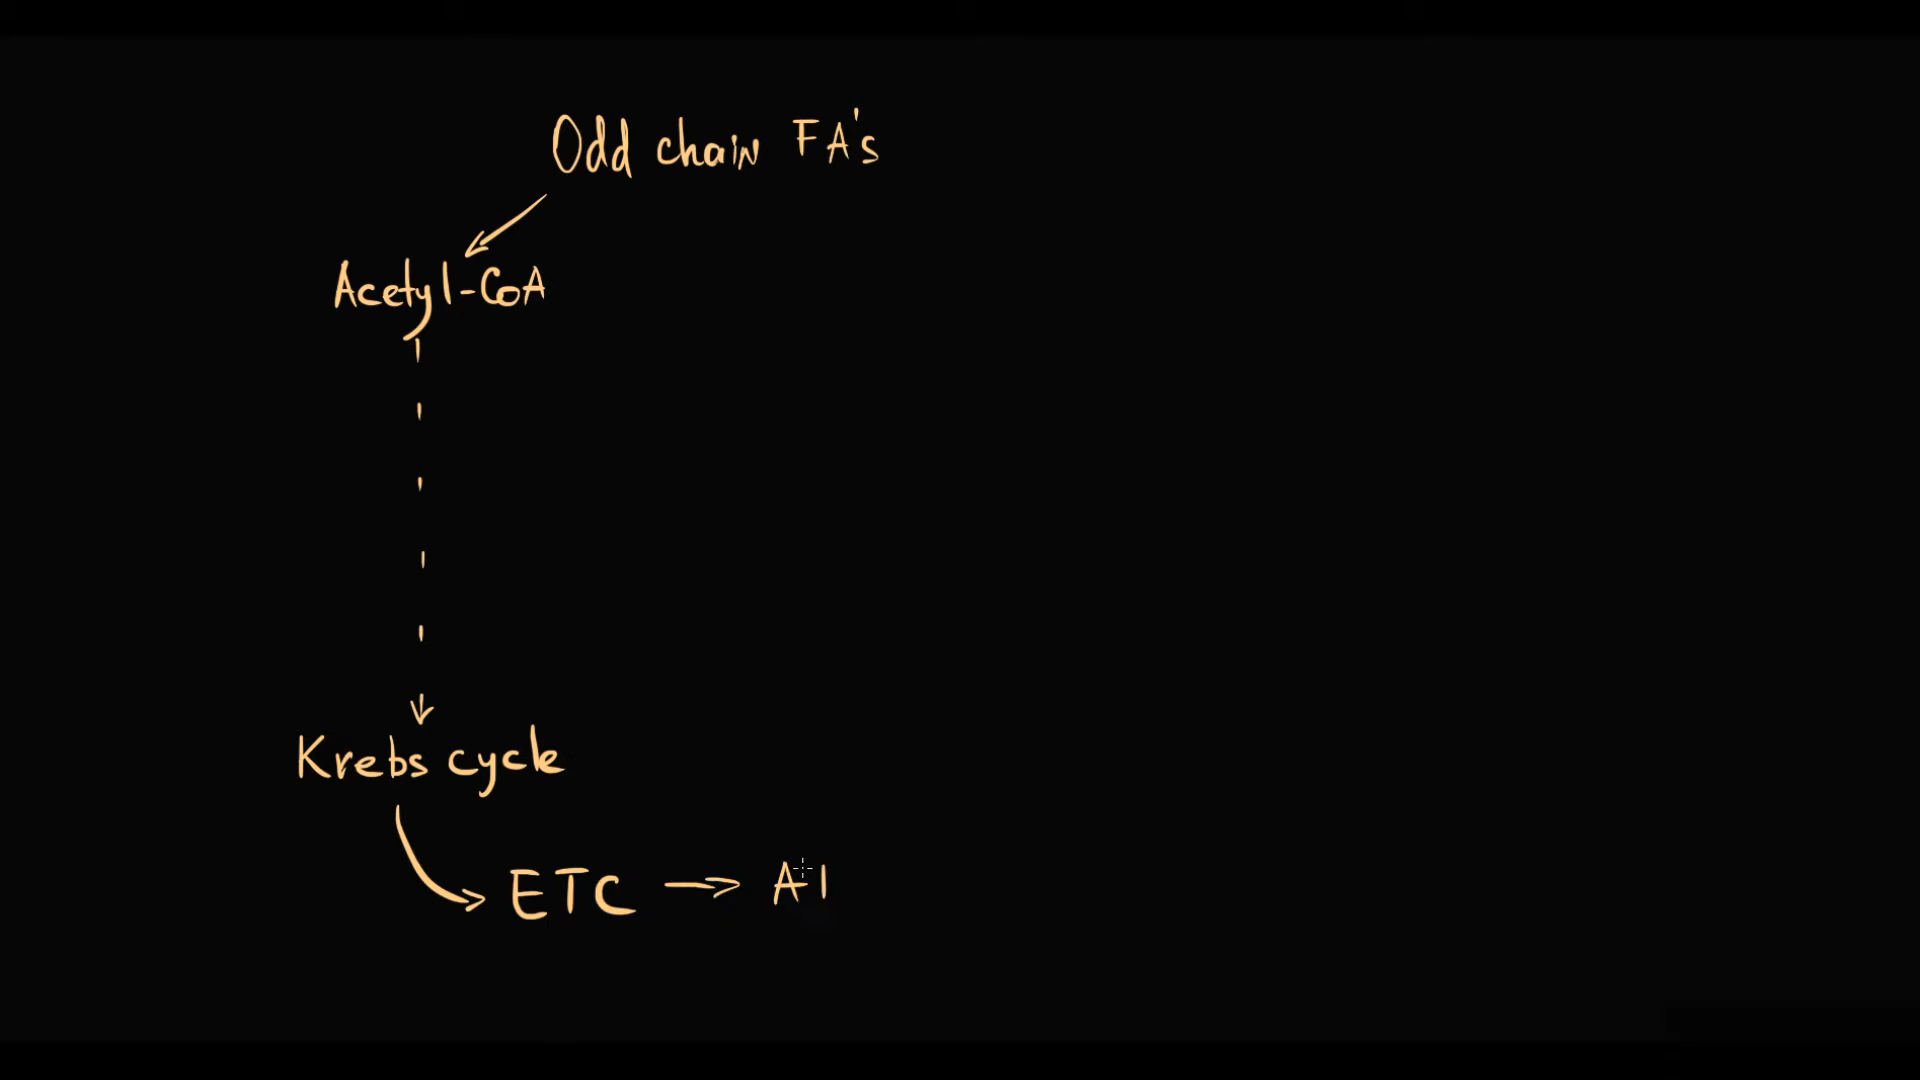 Odd chain FA's
Acetyl-CoA
Krebs cycle
ETC → A